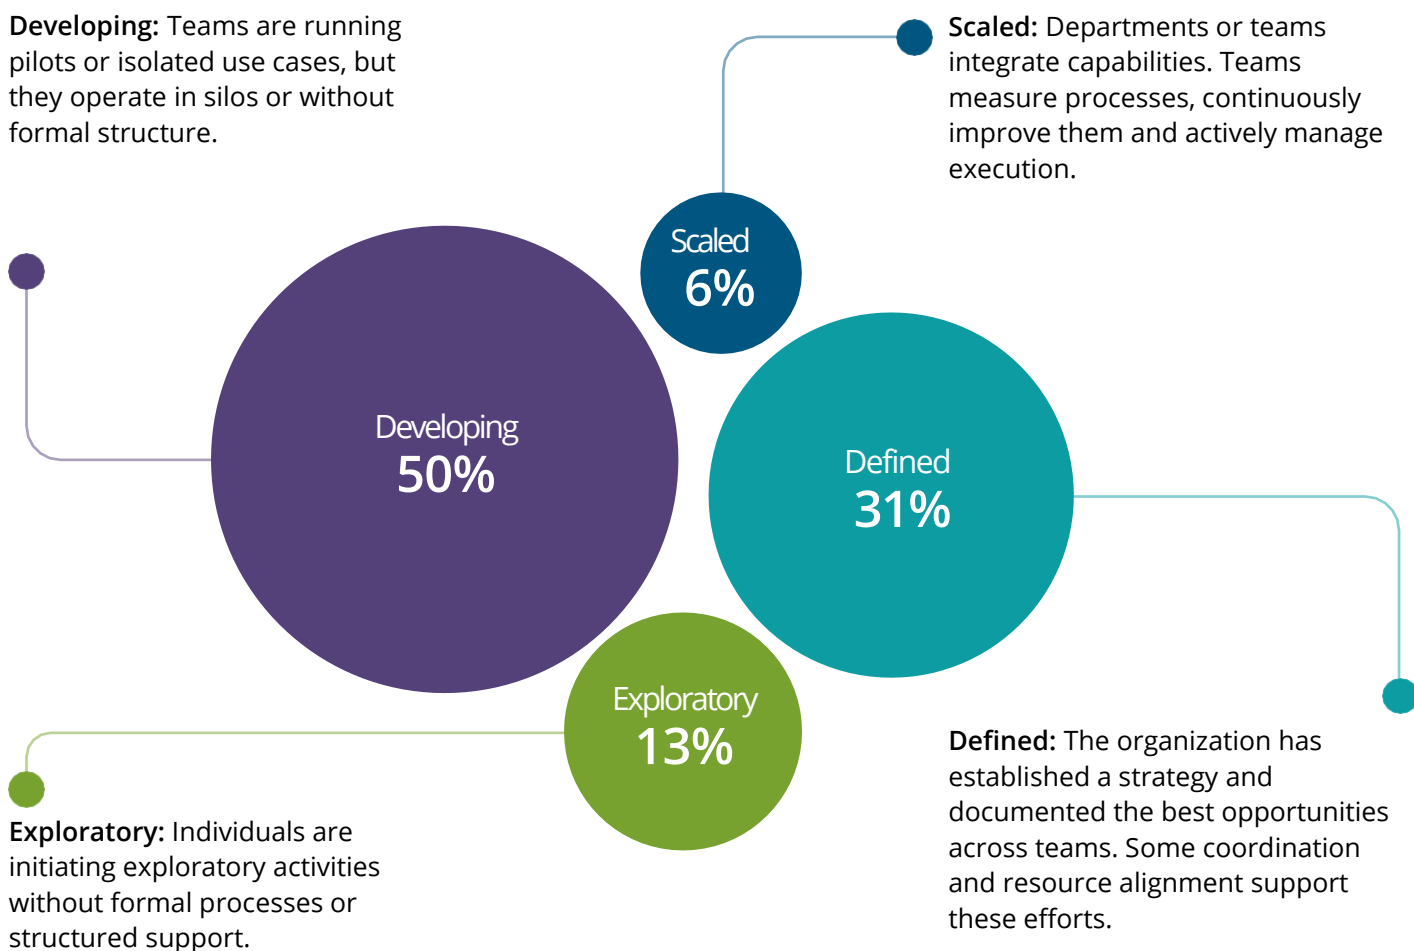 Developing: Teams are running
pilots or isolated use cases, but
they operate in silos or without
formal structure.
Scaled: Departments or teams
integrate capabilities. Teams
measure processes, continuously
improve them and actively manage
execution.
Scaled
6%
Developing
50%
Defined
31%
Exploratory
13%
Exploratory: Individuals are
initiating exploratory activities
without formal processes or
structured support.
Defined: The organization has
established a strategy and
documented the best opportunities
across teams. Some coordination
and resource alignment support
these efforts.